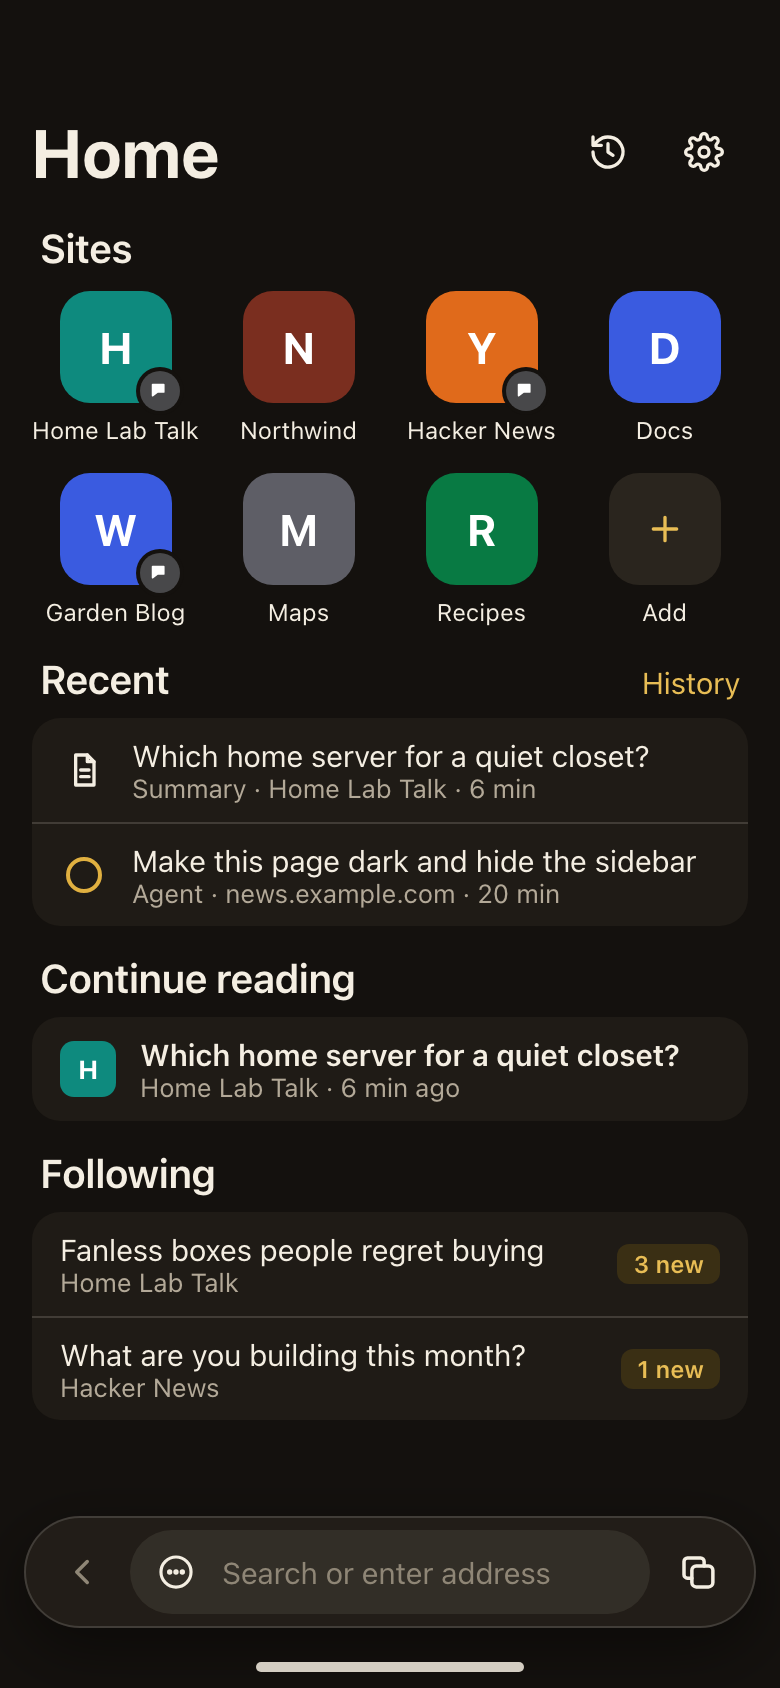 Home
Sites
H
N
Y
D
Home Lab Talk
Northwind
Hacker News
Docs
W
M
R
Garden Blog
Maps
Recipes
Add
Recent
History
Which home server for a quiet closet?
Summary · Home Lab Talk · 6 min
Make this page dark and hide the sidebar
Agent · news.example.com · 20 min
Continue reading
H
Which home server for a quiet closet?
Home Lab Talk · 6 min ago
Following
Fanless boxes people regret buying
3 new
Home Lab Talk
What are you building this month?
1 new
Hacker News
Search or enter address